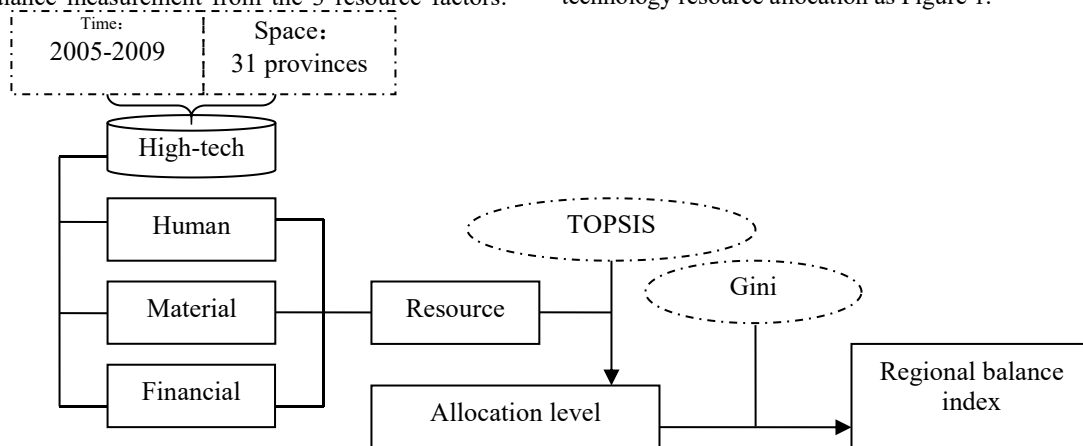 ance measurement from the 3 resource factors.
technology resource allocation as Figure 1.
Time:
2005-2009
Space:
31 provinces
High-tech
Human
Material
Financial
Resource
TOPSIS
Gini
Allocation level
Regional balance
index